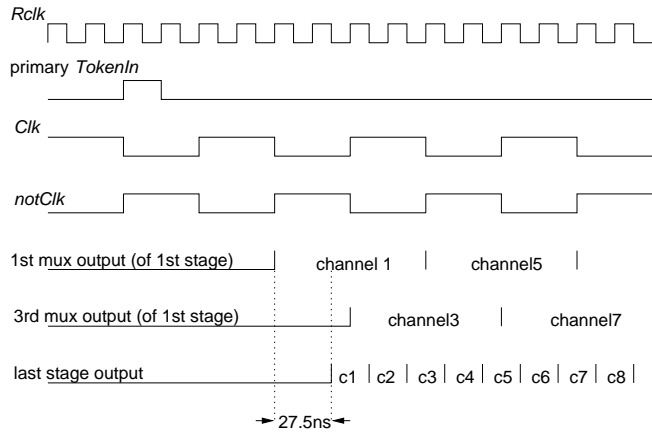 Rclk
primary TokenIn
Clk
notClk
1st mux output (of 1st stage) channel 1 channel5
3rd mux output (of 1st stage) channel3 channel7
last stage output c1 c2 c3 c4 c5 c6 c7 c8
27.5ns